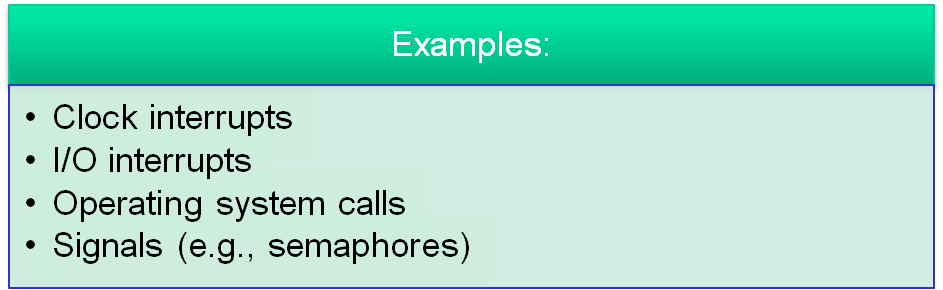 Examples:
• Clock interrupts
• I/O interrupts
• Operating system calls
• Signals (e.g., semaphores)